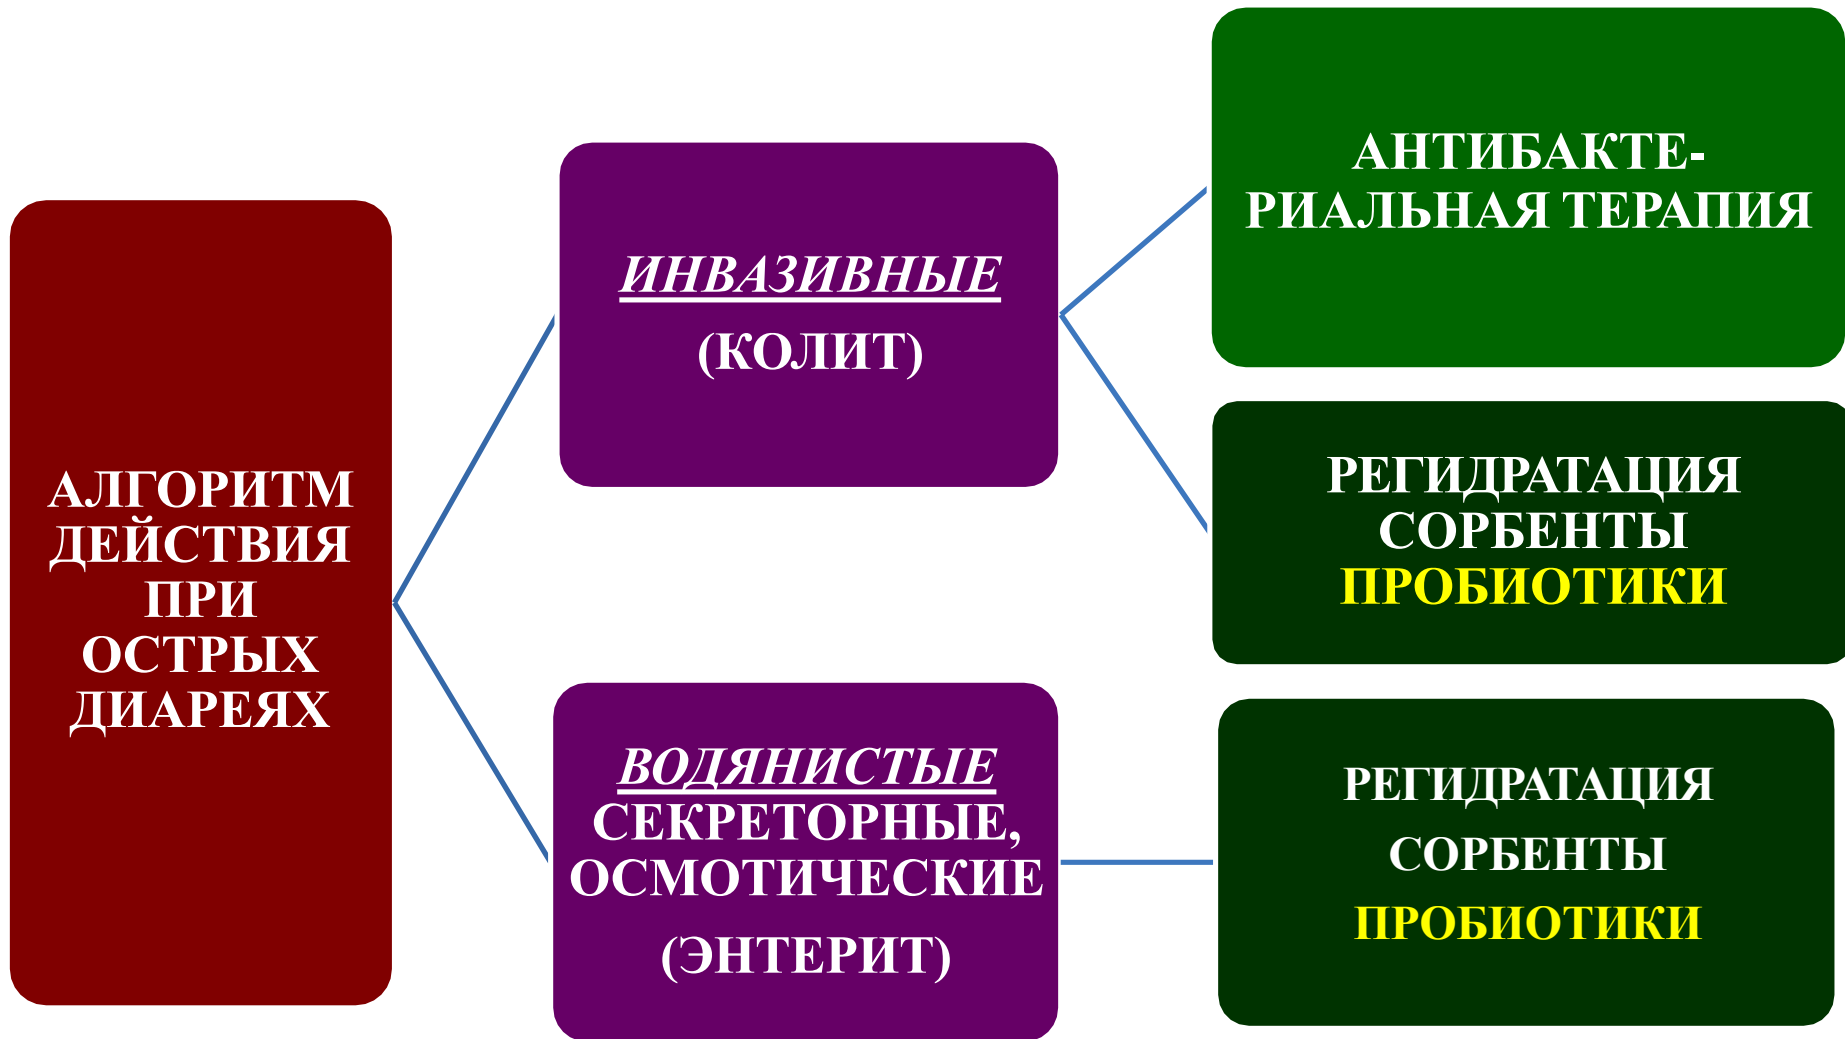 АЛГОРИТМ
ДЕЙСТВИЯ
ПРИ
ОСТРЫХ
ДИАРЕЯХ
ИНВАЗИВНЫЕ
(КОЛИТ)
ВОДЯНИСТЫЕ
СЕКРЕТОРНЫЕ,
ОСМОТИЧЕСКИЕ
(ЭНТЕРИТ)
АНТИБАКТЕ-
РИАЛЬНАЯ ТЕРАПИЯ
РЕГИДРАТАЦИЯ
СОРБЕНТЫ
ПРОБИОТИКИ
РЕГИДРАТАЦИЯ
СОРБЕНТЫ
ПРОБИОТИКИ